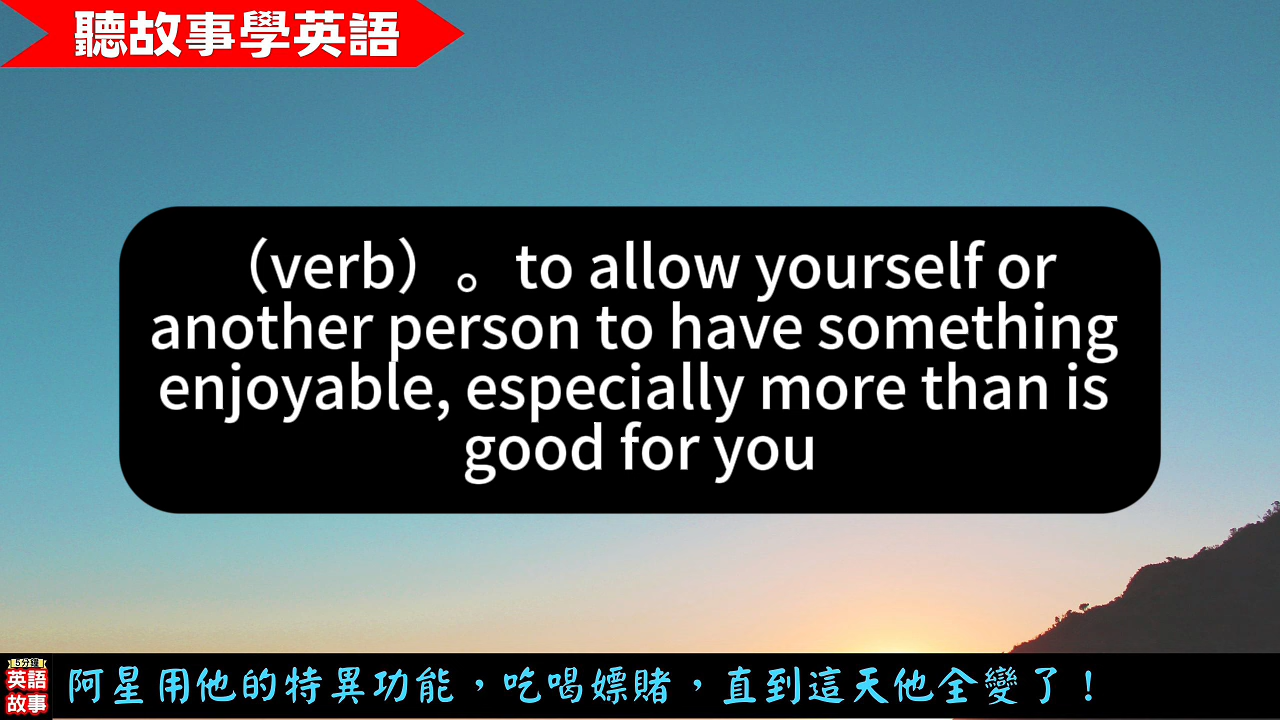 聽故事學英語
（verb）。to allow yourself or
another person to have something
enjoyable, especially more than is
good for you
5分鐘
英語
故事
阿星用他的特異功能，吃喝嫖賭，直到這天他全變了！